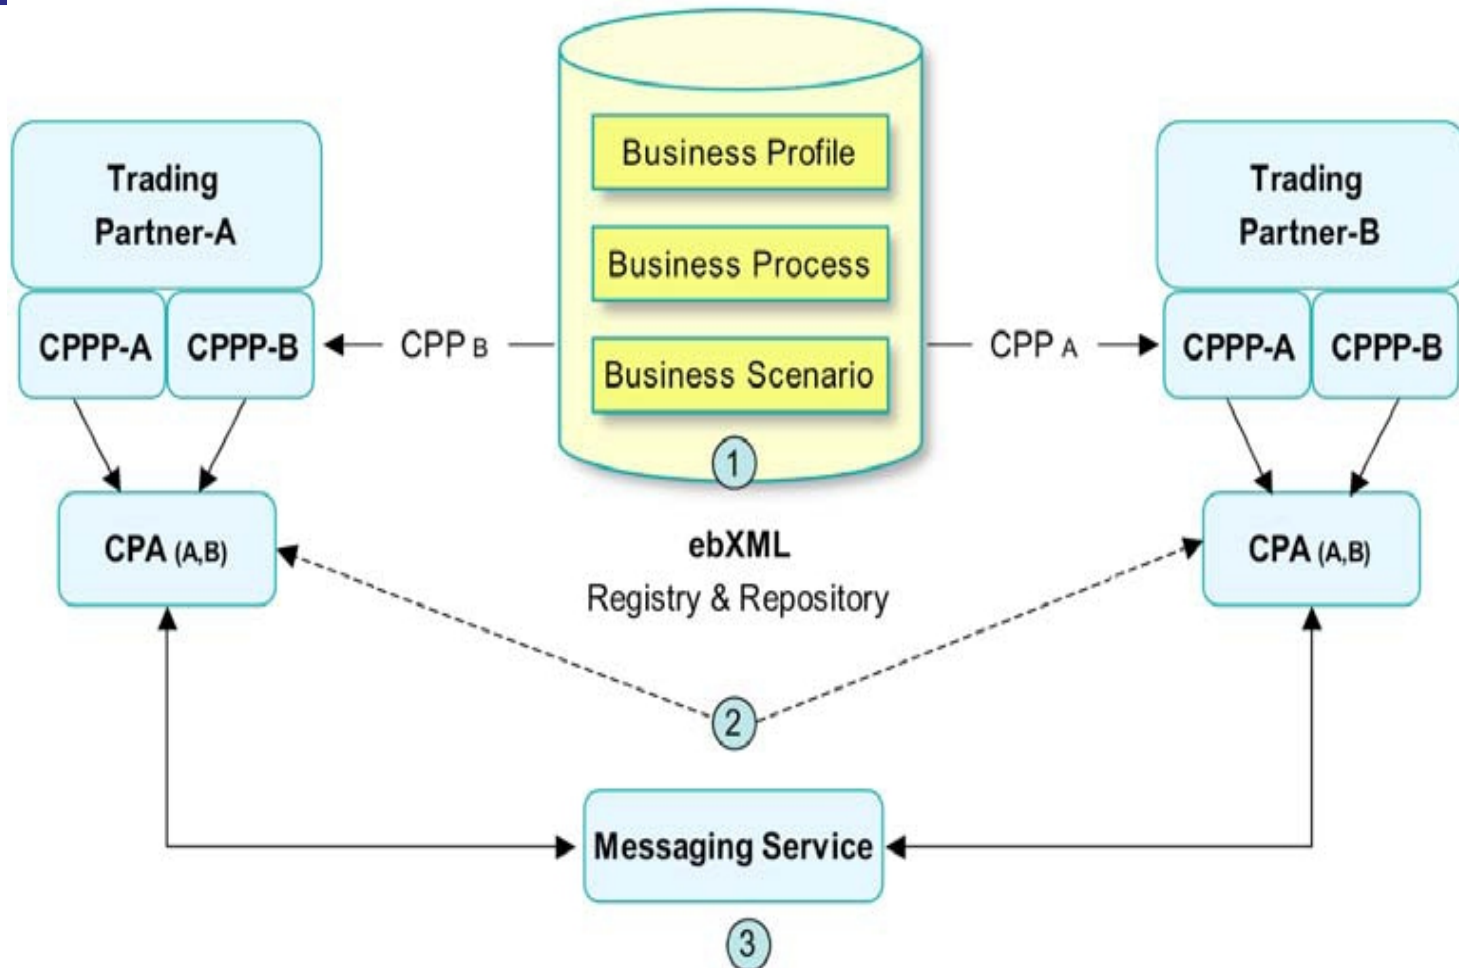 Business Profile
Business Process
Business Scenario
1
Trading
Partner-A
CPPP-A
CPPP-B
CPP B
CPP A
Trading
Partner-B
CPPP-A
CPPP-B
CPA (A,B)
ebXML
Registry & Repository
CPA (A,B)
2
Messaging Service
3